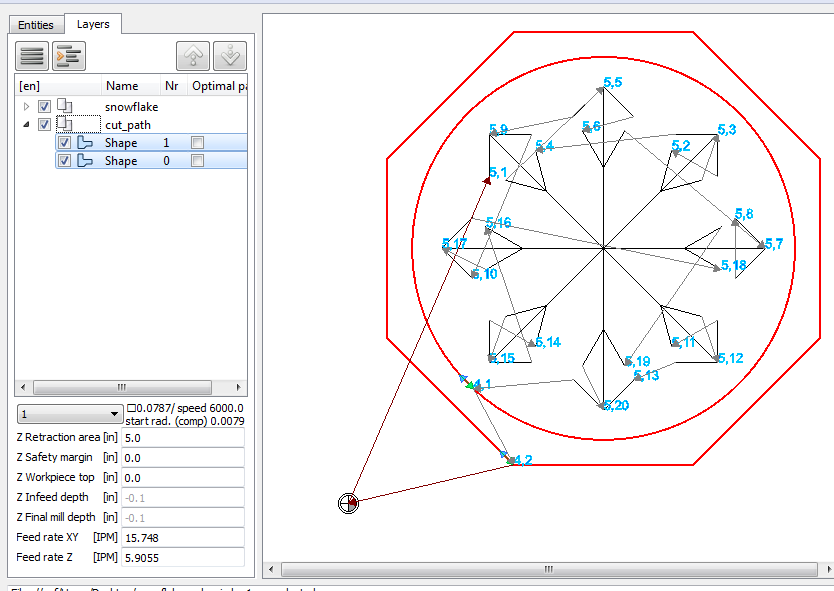 Entities Layers
[en] Name Nr Optimal pa
snowflake
cut_path
Shape 1
Shape 0
1
0.0787/ speed 6000.0
start rad. (comp) 0.0079
Z Retraction area [in] 5.0
Z Safety margin [in] 0.0
Z Workpiece top [in] 0.0
Z Infeed depth [in] -0.1
Z Final mill depth [in] -0.1
Feed rate XY [IPM] 15.748
Feed rate Z [IPM] 5.9055
5,5
5,9
5,6
5,3
5,4
5,2
5,1
5,8
5,16
5,17
5,7
5,18
5,10
5,14
5,11
5,15
5,19
5,12
5,13
4,1
5,20
4,2